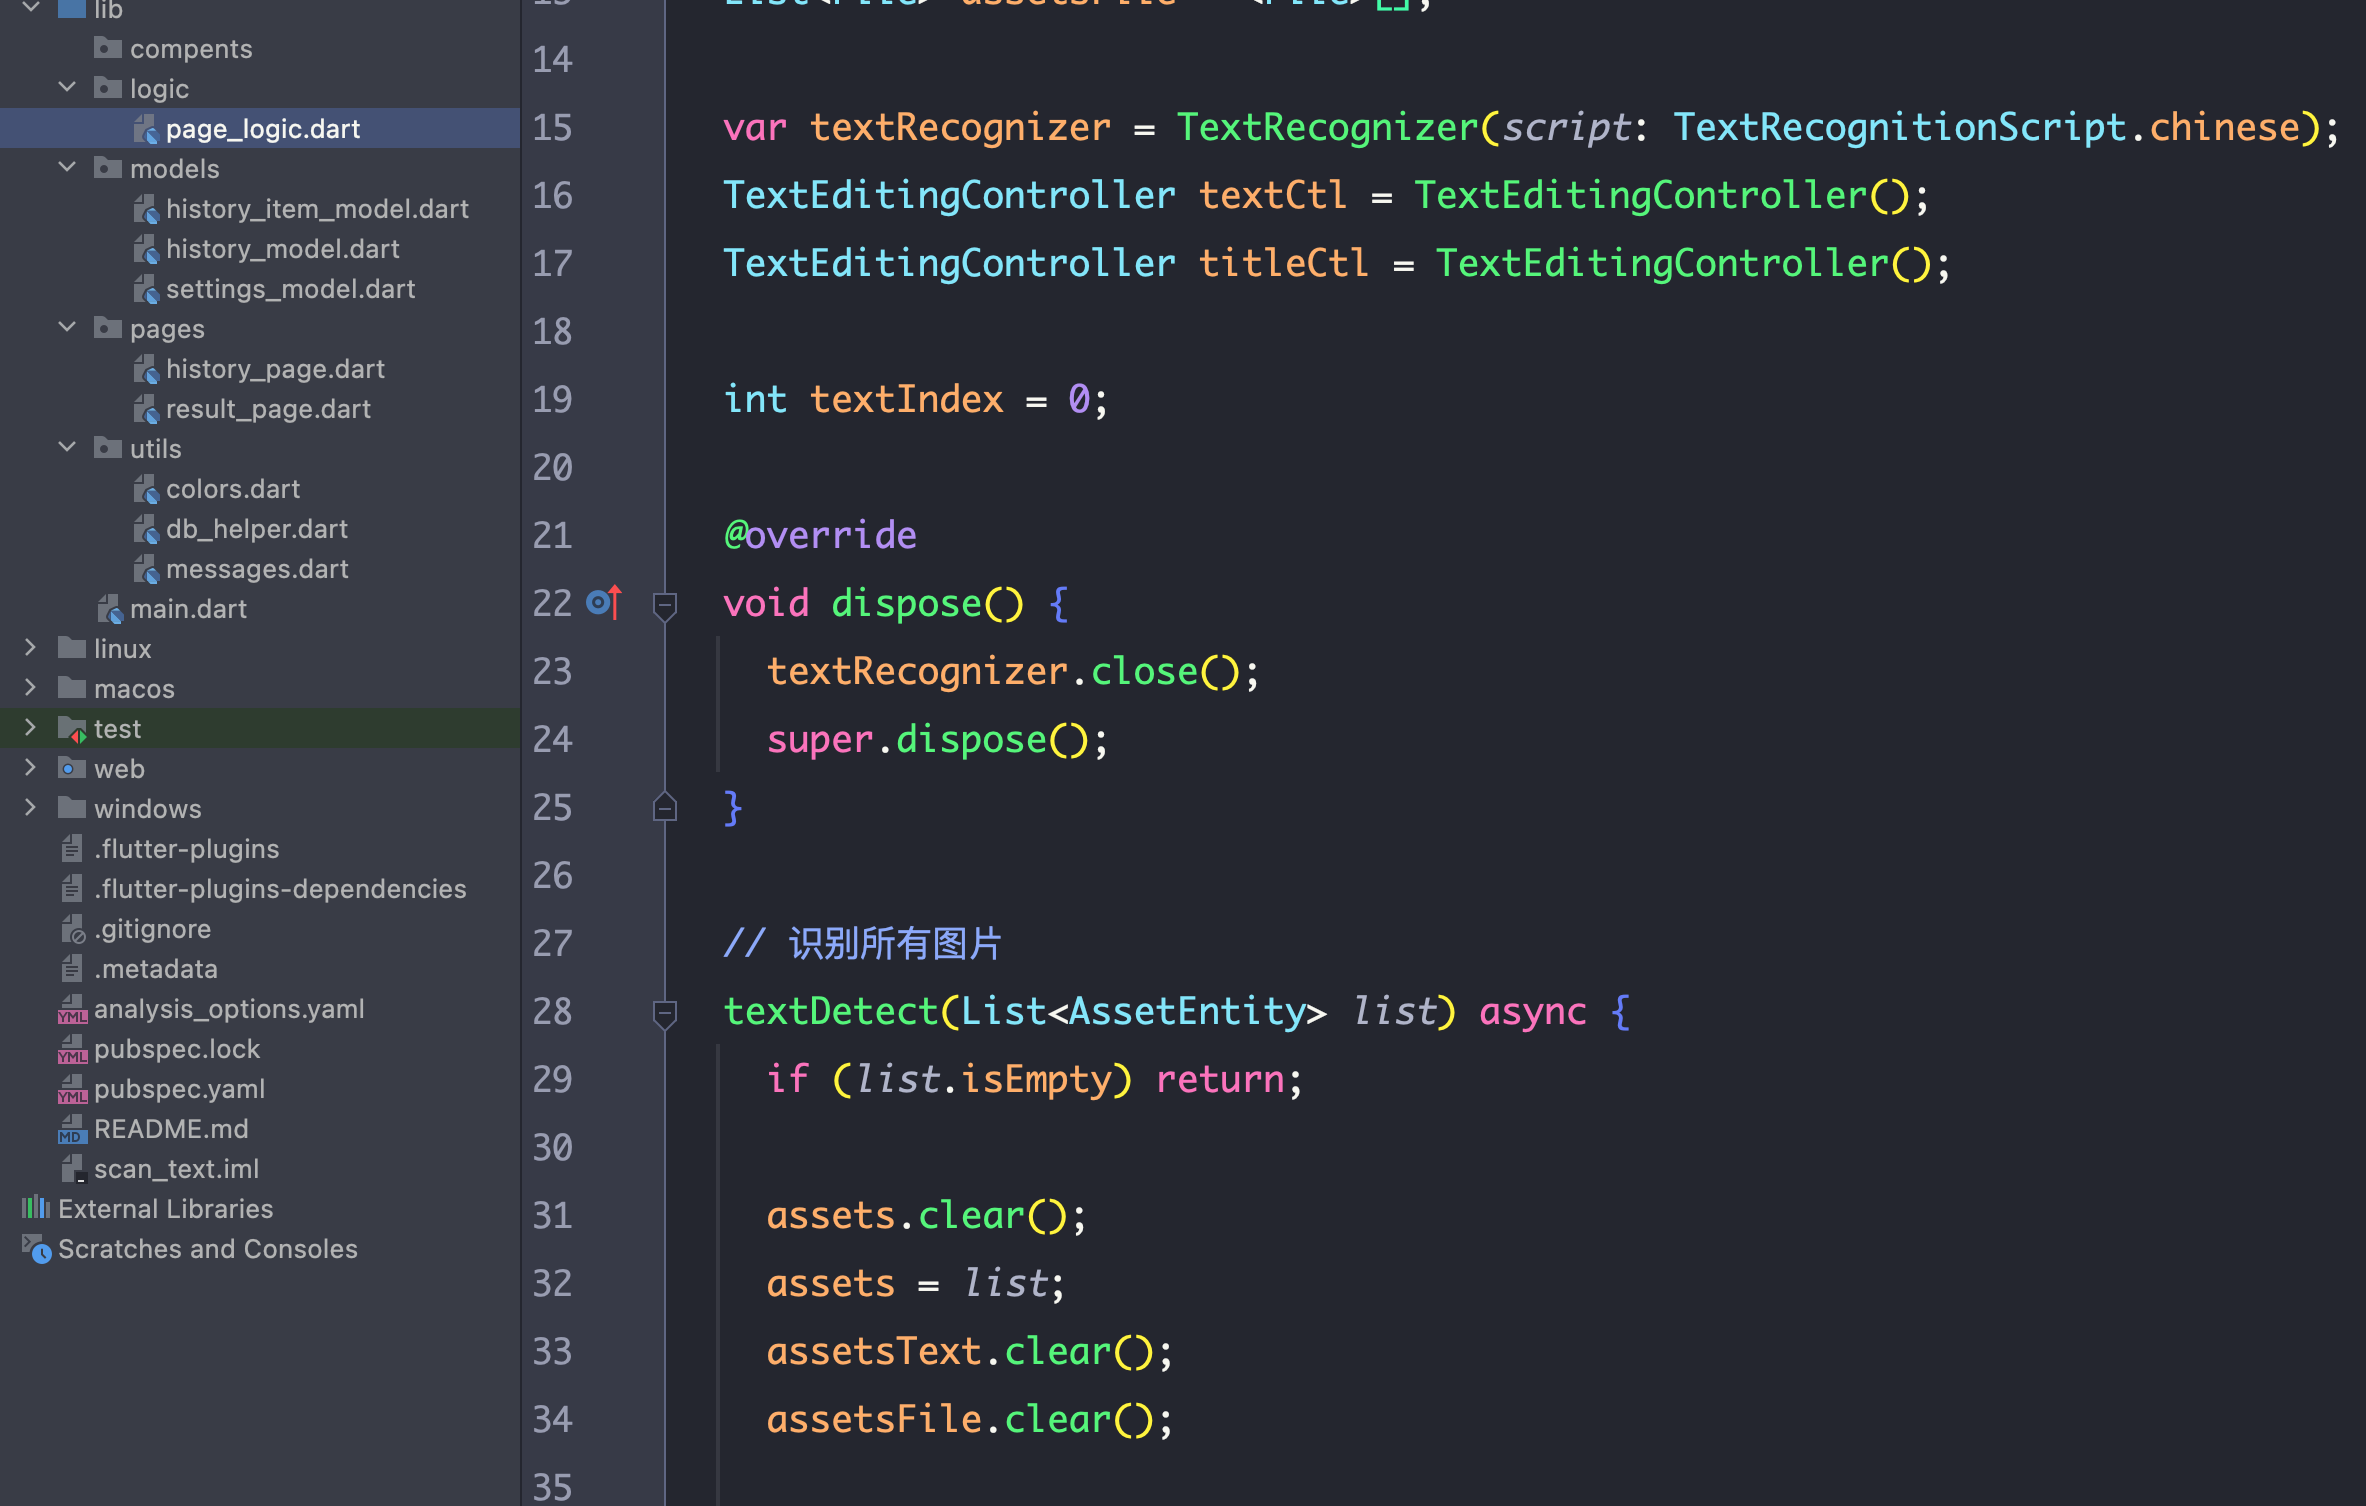 lib
compents
logic
page_logic.dart
models
history_item_model.dart
history_model.dart
settings_model.dart
pages
history_page.dart
result_page.dart
utils
colors.dart
db_helper.dart
messages.dart
main.dart
linux
macos
test
web
windows
.flutter-plugins
.flutter-plugins-dependencies
.gitignore
.metadata
YML analysis_options.yaml
YML pubspec.lock
YML pubspec.yaml
MD README.md
scan_text.iml
External Libraries
Scratches and Consoles
14
15 var textRecognizer = TextRecognizer(script: TextRecognitionScript.chinese);
16 TextEditingController textCtl = TextEditingController();
17 TextEditingController titleCtl = TextEditingController();
18
19 int textIndex = 0;
20
21 @override
22 void dispose() {
23 textRecognizer.close();
24 super.dispose();
25 }
26
27 // 识别所有图片
28 textDetect(List<AssetEntity> list) async {
29 if (list.isEmpty) return;
30
31 assets.clear();
32 assets = list;
33 assetsText.clear();
34 assetsFile.clear();
35